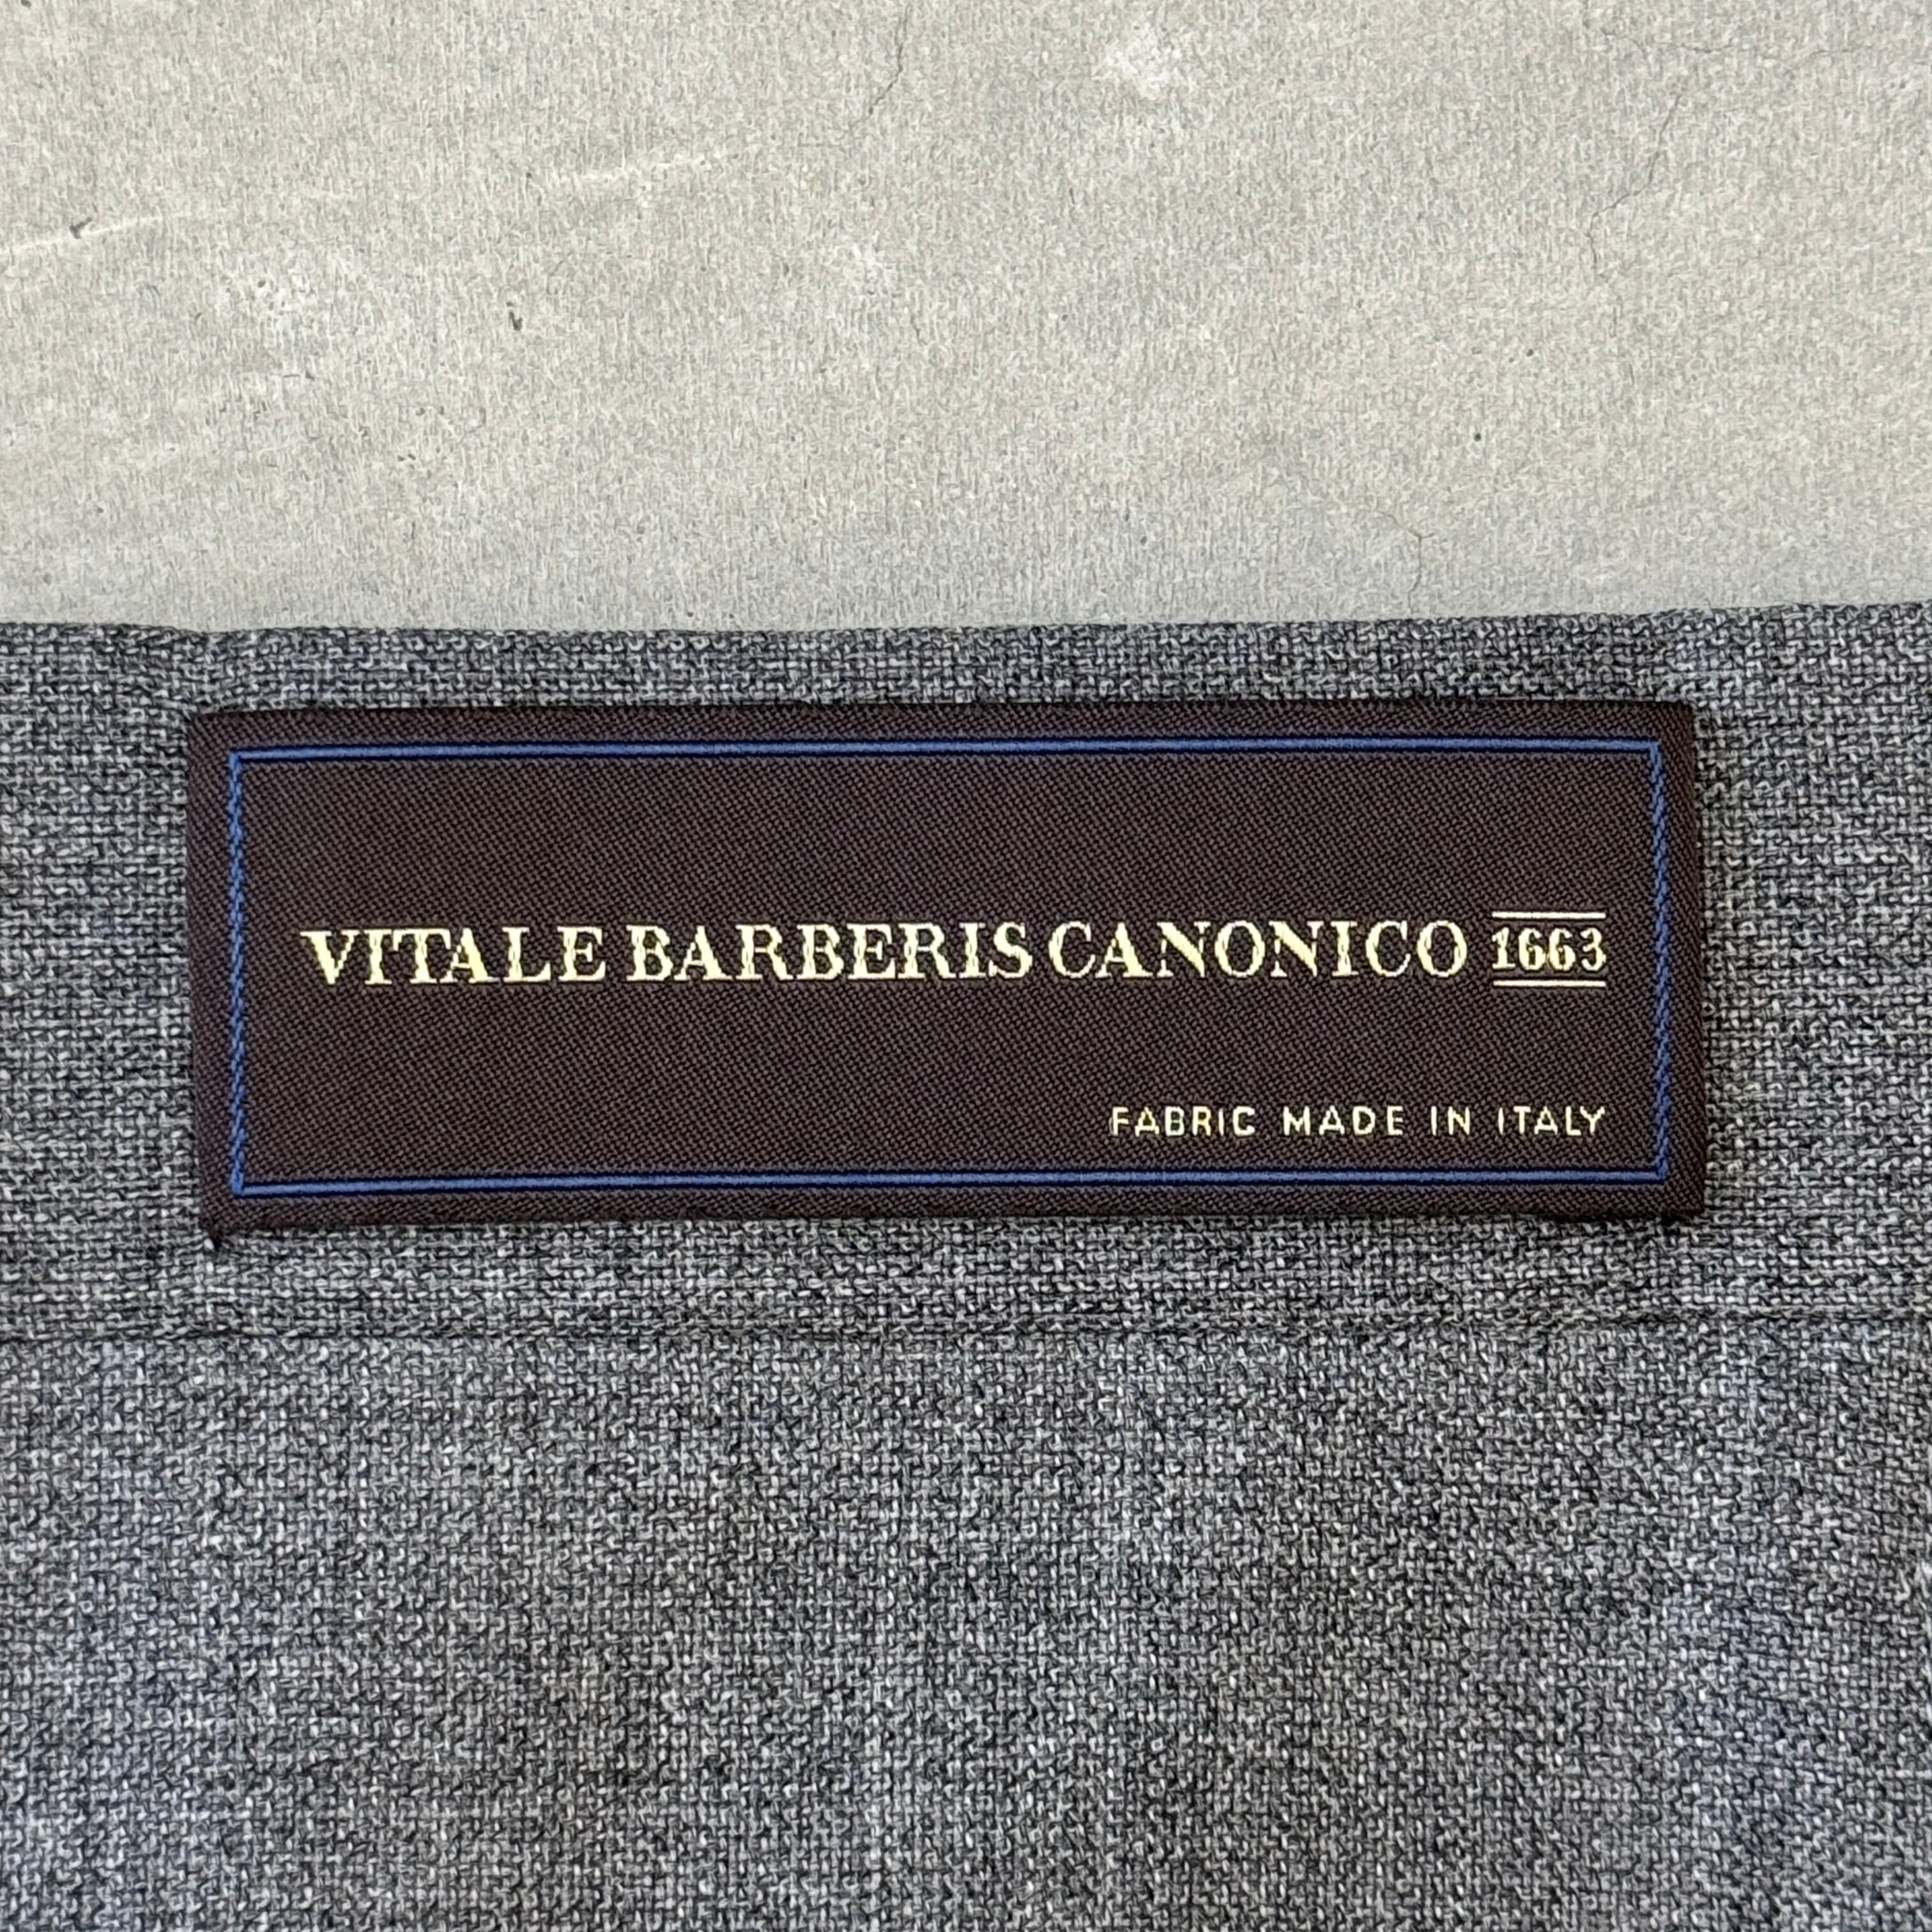 VITALE BARBERIS CANONICO 1663
FABRIC MADE IN ITALY